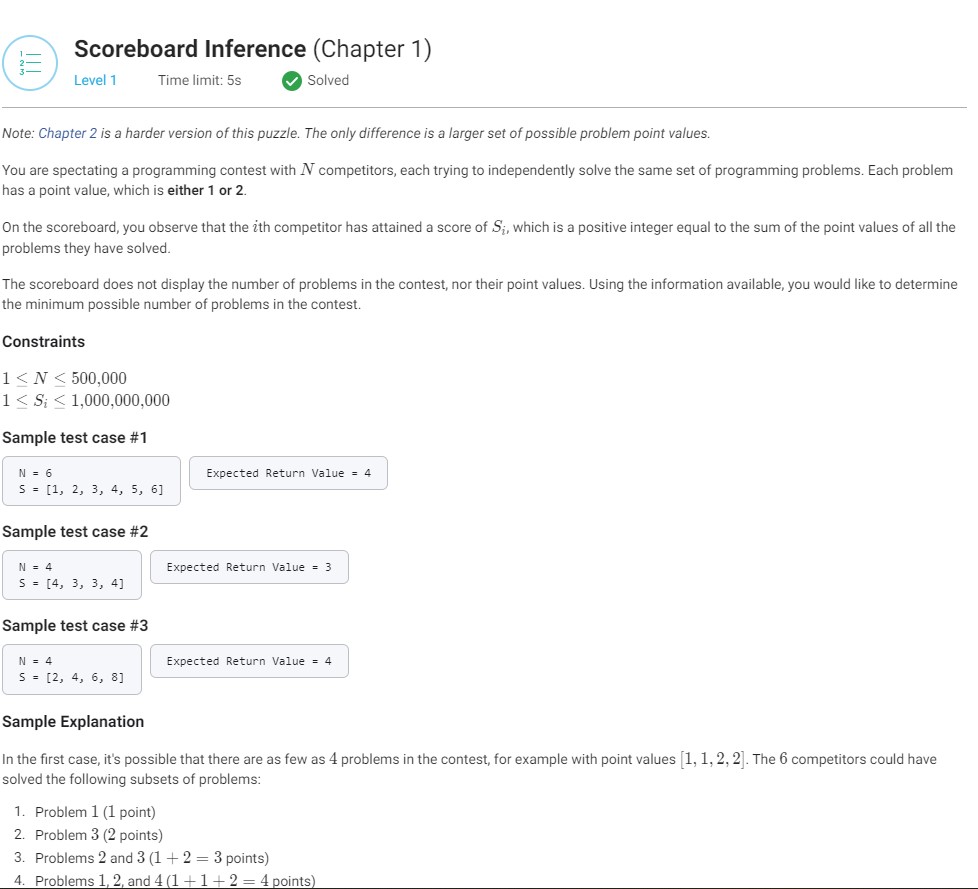 Scoreboard Inference (Chapter 1)
Level 1 Time limit: 5s Solved
Note: Chapter 2 is a harder version of this puzzle. The only difference is a larger set of possible problem point values.
You are spectating a programming contest with N competitors, each trying to independently solve the same set of programming problems. Each problem
has a point value, which is either 1 or 2.
On the scoreboard, you observe that the ith competitor has attained a score of Si, which is a positive integer equal to the sum of the point values of all the
problems they have solved.
The scoreboard does not display the number of problems in the contest, nor their point values. Using the information available, you would like to determine
the minimum possible number of problems in the contest.
Constraints
1 ≤ N ≤ 500,000
1 ≤ Si ≤ 1,000,000,000
Sample test case #1
N = 6
S = [1, 2, 3, 4, 5, 6]
Expected Return Value = 4
Sample test case #2
N = 4
S = [4, 3, 3, 4]
Expected Return Value = 3
Sample test case #3
N = 4
S = [2, 4, 6, 8]
Expected Return Value = 4
Sample Explanation
In the first case, it's possible that there are as few as 4 problems in the contest, for example with point values [1, 1, 2, 2]. The 6 competitors could have
solved the following subsets of problems:
1. Problem 1 (1 point)
2. Problem 3 (2 points)
3. Problems 2 and 3 (1 + 2 = 3 points)
4. Problems 1, 2, and 4 (1 + 1 + 2 = 4 points)